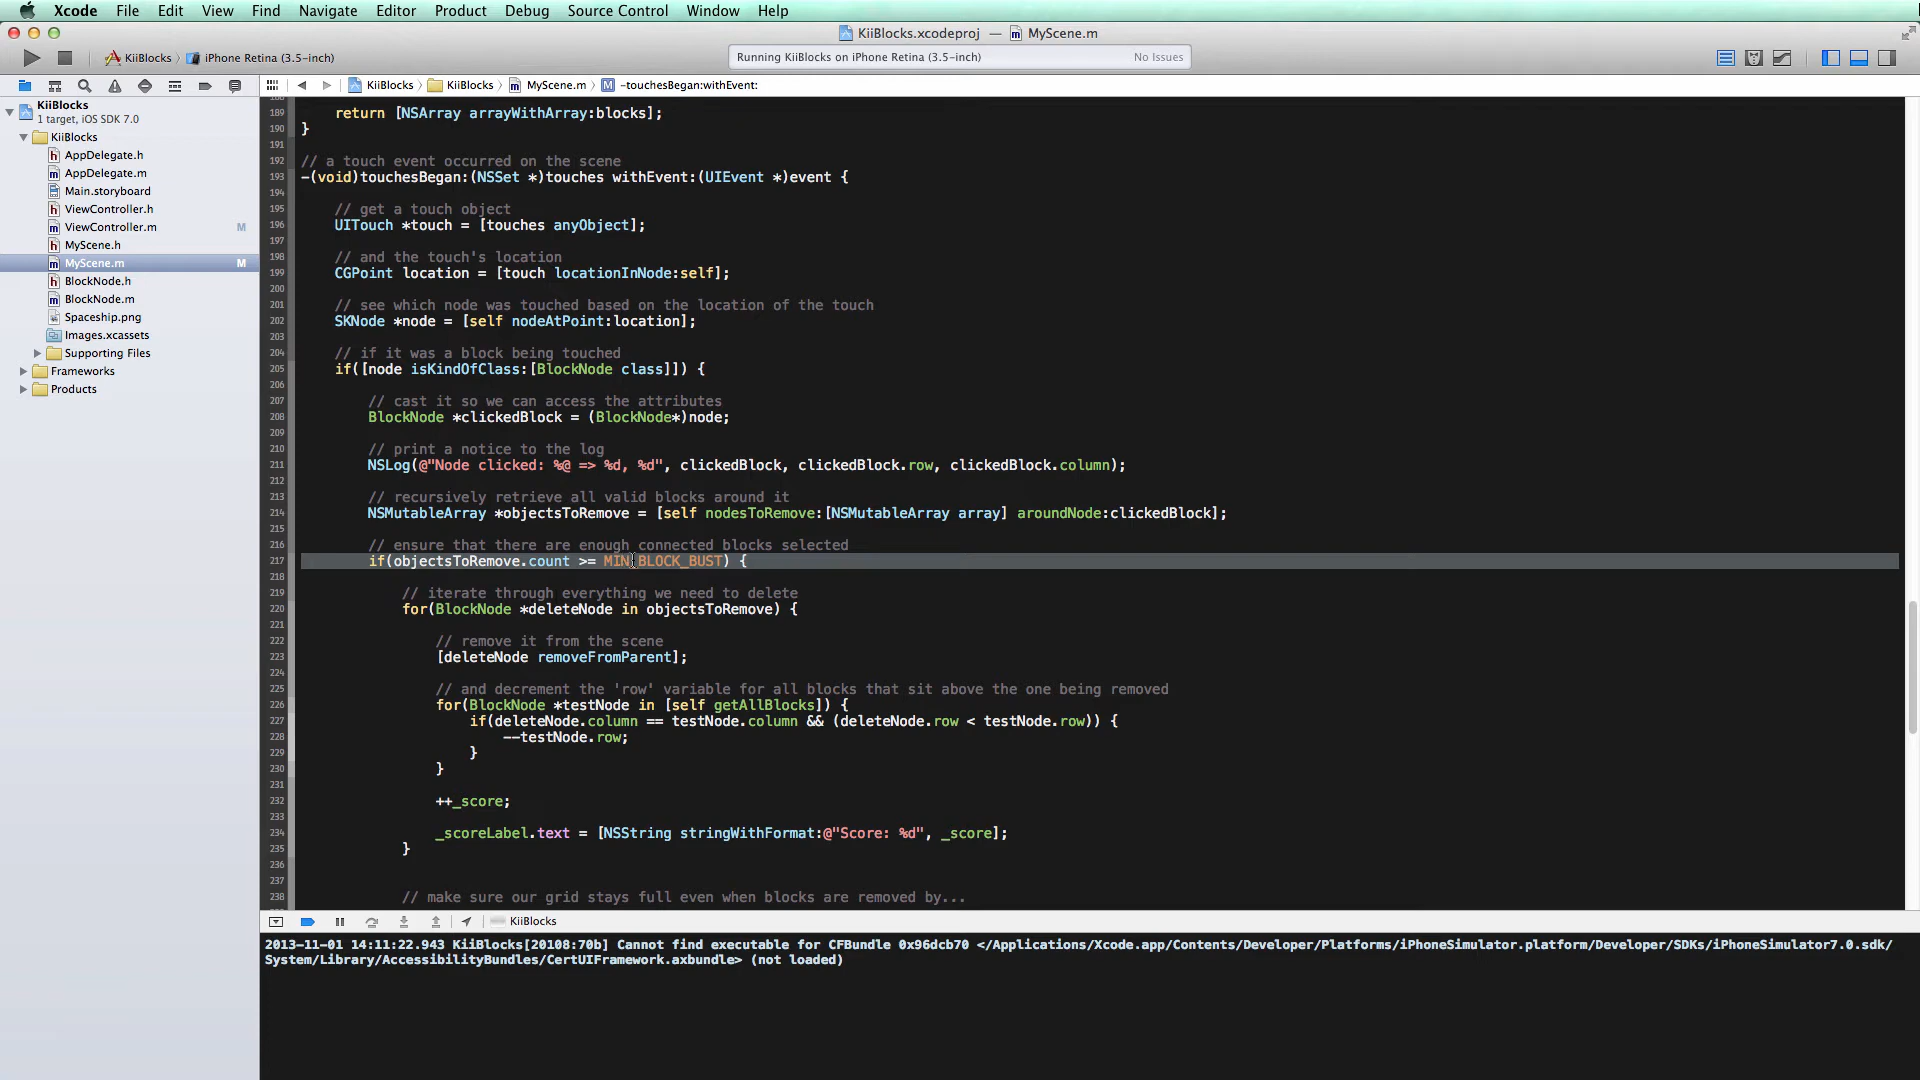 Xcode File Edit View Find Navigate Editor Product Debug Source Control Window Help
KiiBlocks.xcodeproj — MyScene.m
KiiBlocks iPhone Retina (3.5-inch)
Running KiiBlocks on iPhone Retina (3.5-inch) No Issues
KiiBlocks KiiBlocks MyScene.m M -touchesBegan:withEvent:
KiiBlocks
1 target, iOS SDK 7.0
KiiBlocks
h AppDelegate.h
m AppDelegate.m
Main.storyboard
h ViewController.h
m ViewController.m M
h MyScene.h
m MyScene.m M
h BlockNode.h
m BlockNode.m
Spaceship.png
Images.xcassets
Supporting Files
Frameworks
Products
189 return [NSArray arrayWithArray:blocks];
190 }
191
192 // a touch event occurred on the scene
193 -(void)touchesBegan:(NSSet *)touches withEvent:(UIEvent *)event {
194
195 // get a touch object
196 UITouch *touch = [touches anyObject];
197
198 // and the touch's location
199 CGPoint location = [touch locationInNode:self];
200
201 // see which node was touched based on the location of the touch
202 SKNode *node = [self nodeAtPoint:location];
203
204 // if it was a block being touched
205 if([node isKindOfClass:[BlockNode class]]) {
206
207 // cast it so we can access the attributes
208 BlockNode *clickedBlock = (BlockNode*)node;
209
210 // print a notice to the log
211 NSLog(@"Node clicked: %@ => %d, %d", clickedBlock, clickedBlock.row, clickedBlock.column);
212
213 // recursively retrieve all valid blocks around it
214 NSMutableArray *objectsToRemove = [self nodesToRemove:[NSMutableArray array] aroundNode:clickedBlock];
215
216 // ensure that there are enough connected blocks selected
217 if(objectsToRemove.count >= MIN_BLOCK_BUST) {
218
219 // iterate through everything we need to delete
220 for(BlockNode *deleteNode in objectsToRemove) {
221
222 // remove it from the scene
223 [deleteNode removeFromParent];
224
225 // and decrement the 'row' variable for all blocks that sit above the one being removed
226 for(BlockNode *testNode in [self getAllBlocks]) {
227 if(deleteNode.column == testNode.column && (deleteNode.row < testNode.row)) {
228 --testNode.row;
229 }
230 }
231
232 ++_score;
233
234 _scoreLabel.text = [NSString stringWithFormat:@"Score: %d", _score];
235 }
236
237
238 // make sure our grid stays full even when blocks are removed by...
KiiBlocks
2013-11-01 14:11:22.943 KiiBlocks[20108:70b] Cannot find executable for CFBundle 0x96dcb70 </Applications/Xcode.app/Contents/Developer/Platforms/iPhoneSimulator.platform/Developer/SDKs/iPhoneSimulator7.0.sdk/
System/Library/AccessibilityBundles/CertUIFramework.axbundle> (not loaded)